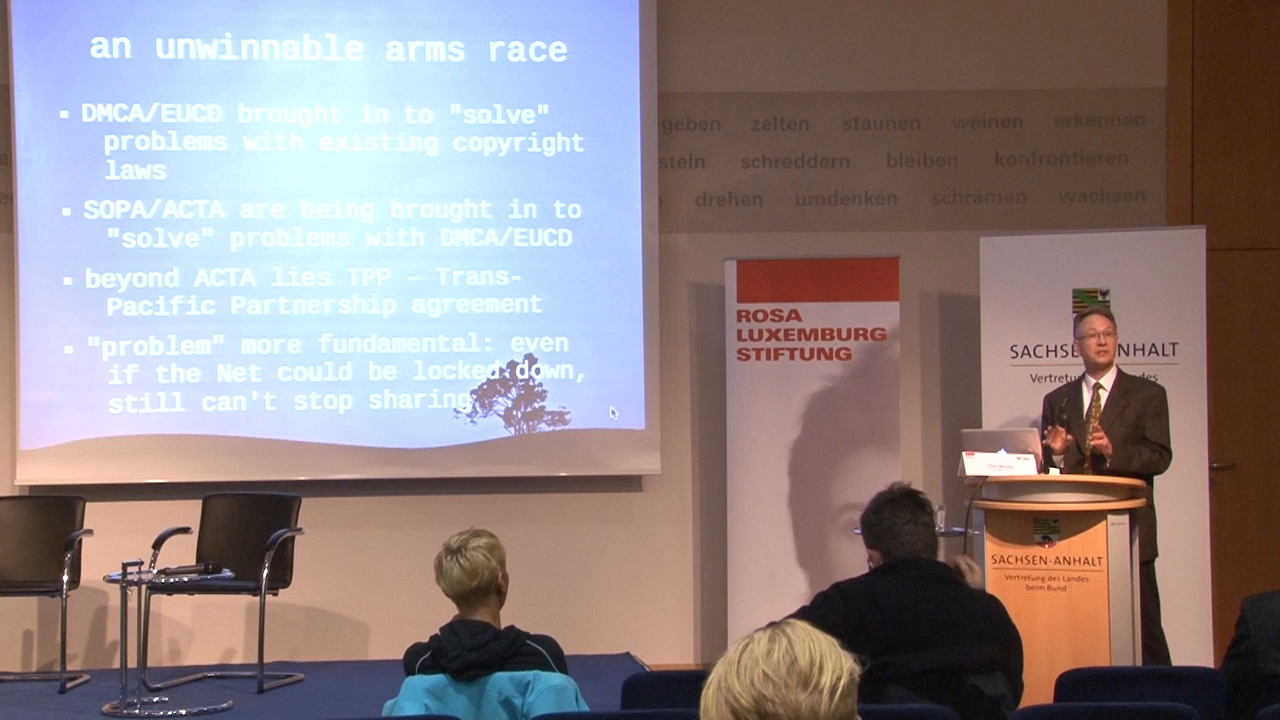 an unwinnable arms race
▪ DMCA/EUCD brought in to "solve"
problems with existing copyright
laws
▪ SOPA/ACTA are being brought in to
"solve" problems with DMCA/EUCD
▪ beyond ACTA lies TPP – Trans-
Pacific Partnership agreement
▪ "problem" more fundamental: even
if the Net could be locked down,
still can't stop sharing
geben zelten staunen weinen erkennen
schreddern bleiben konfrontieren
drehen umdenken schrämen wachsen
ROSA
LUXEMBURG
STIFTUNG
SACHSEN-ANHALT
Vertretung des Landes
SACHSEN-ANHALT
Vertretung des Landes
beim Bund